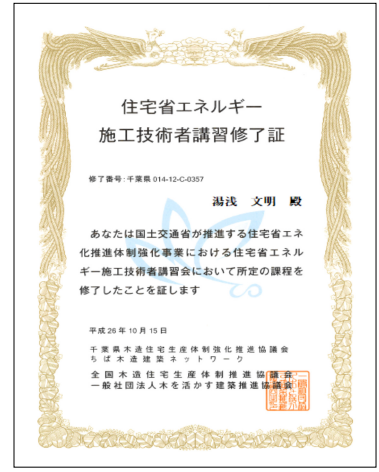 住宅省エネルギー
施工技術者講習修了証
修了番号:千葉県 014-12-C-0357
湯浅 文明 殿
あなたは国土交通省が推進する住宅省エネ
化推進体制強化事業における住宅省エネル
ギー施工技術者講習会において所定の課程を
修了したことを証します
平成 26 年 10 月 15 日
千葉県木造住宅生産体制強化推進協議会
ちば木造建築ネットワーク
全国木造住宅生産体制推進協議会
一般社団法人木を活かす建築推進協議会